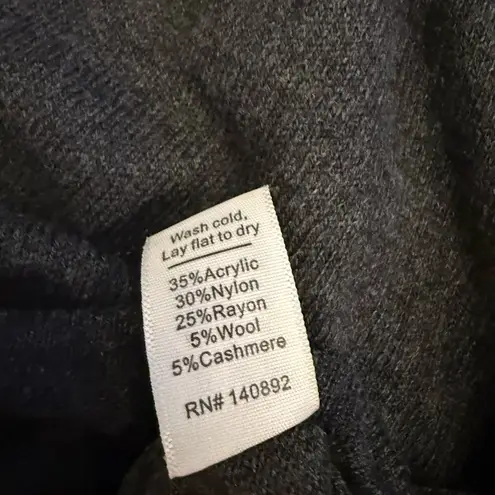 Wash cold,
Lay flat to dry
35%Acrylic
30%Nylon
25%Rayon
5%Wool
5%Cashmere
RN# 140892